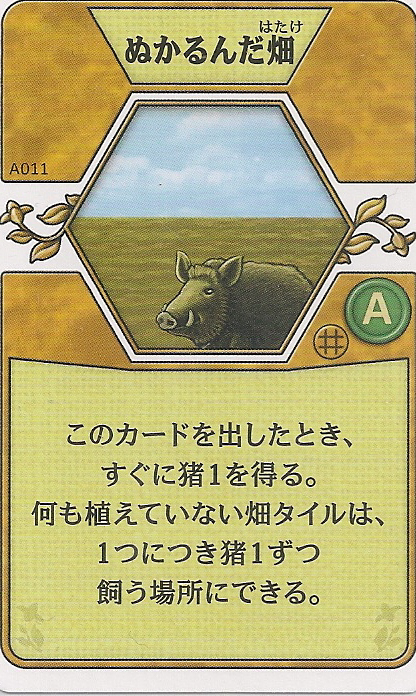 はたけ
ぬかるんだ畑
A011
A
このカードを出したとき、
すぐに猪1を得る。
何も植えていない畑タイルは、
1つにつき猪1ずつ
飼う場所にできる。